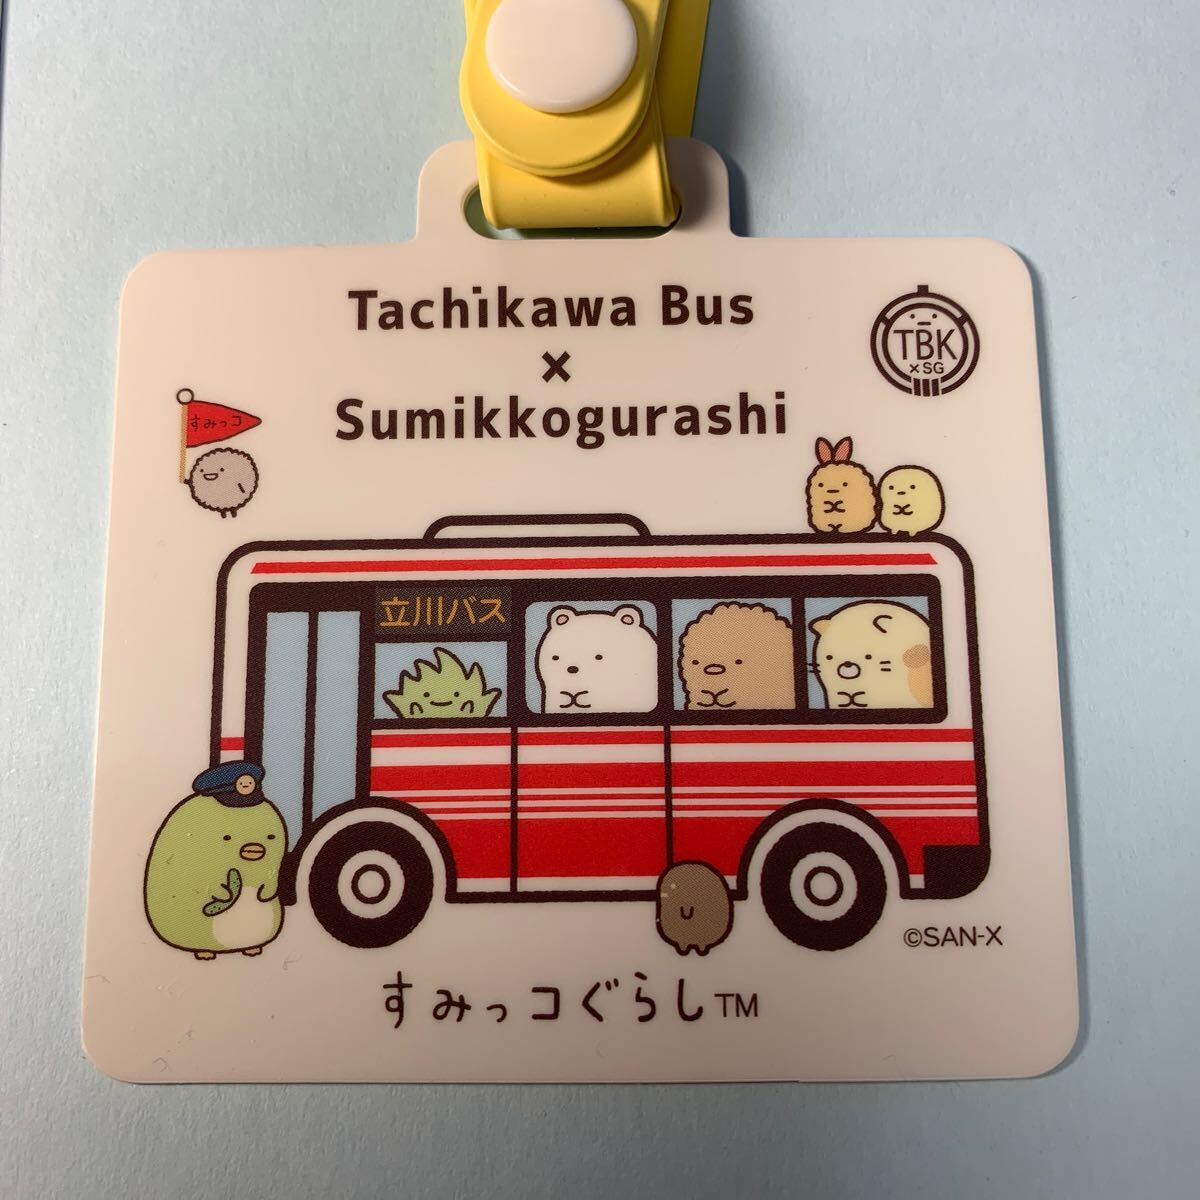 Tachikawa Bus
×
Sumikkogurashi
TBK
×SG
すみっコ
立川バス
©SAN-X
すみっコぐらしTM